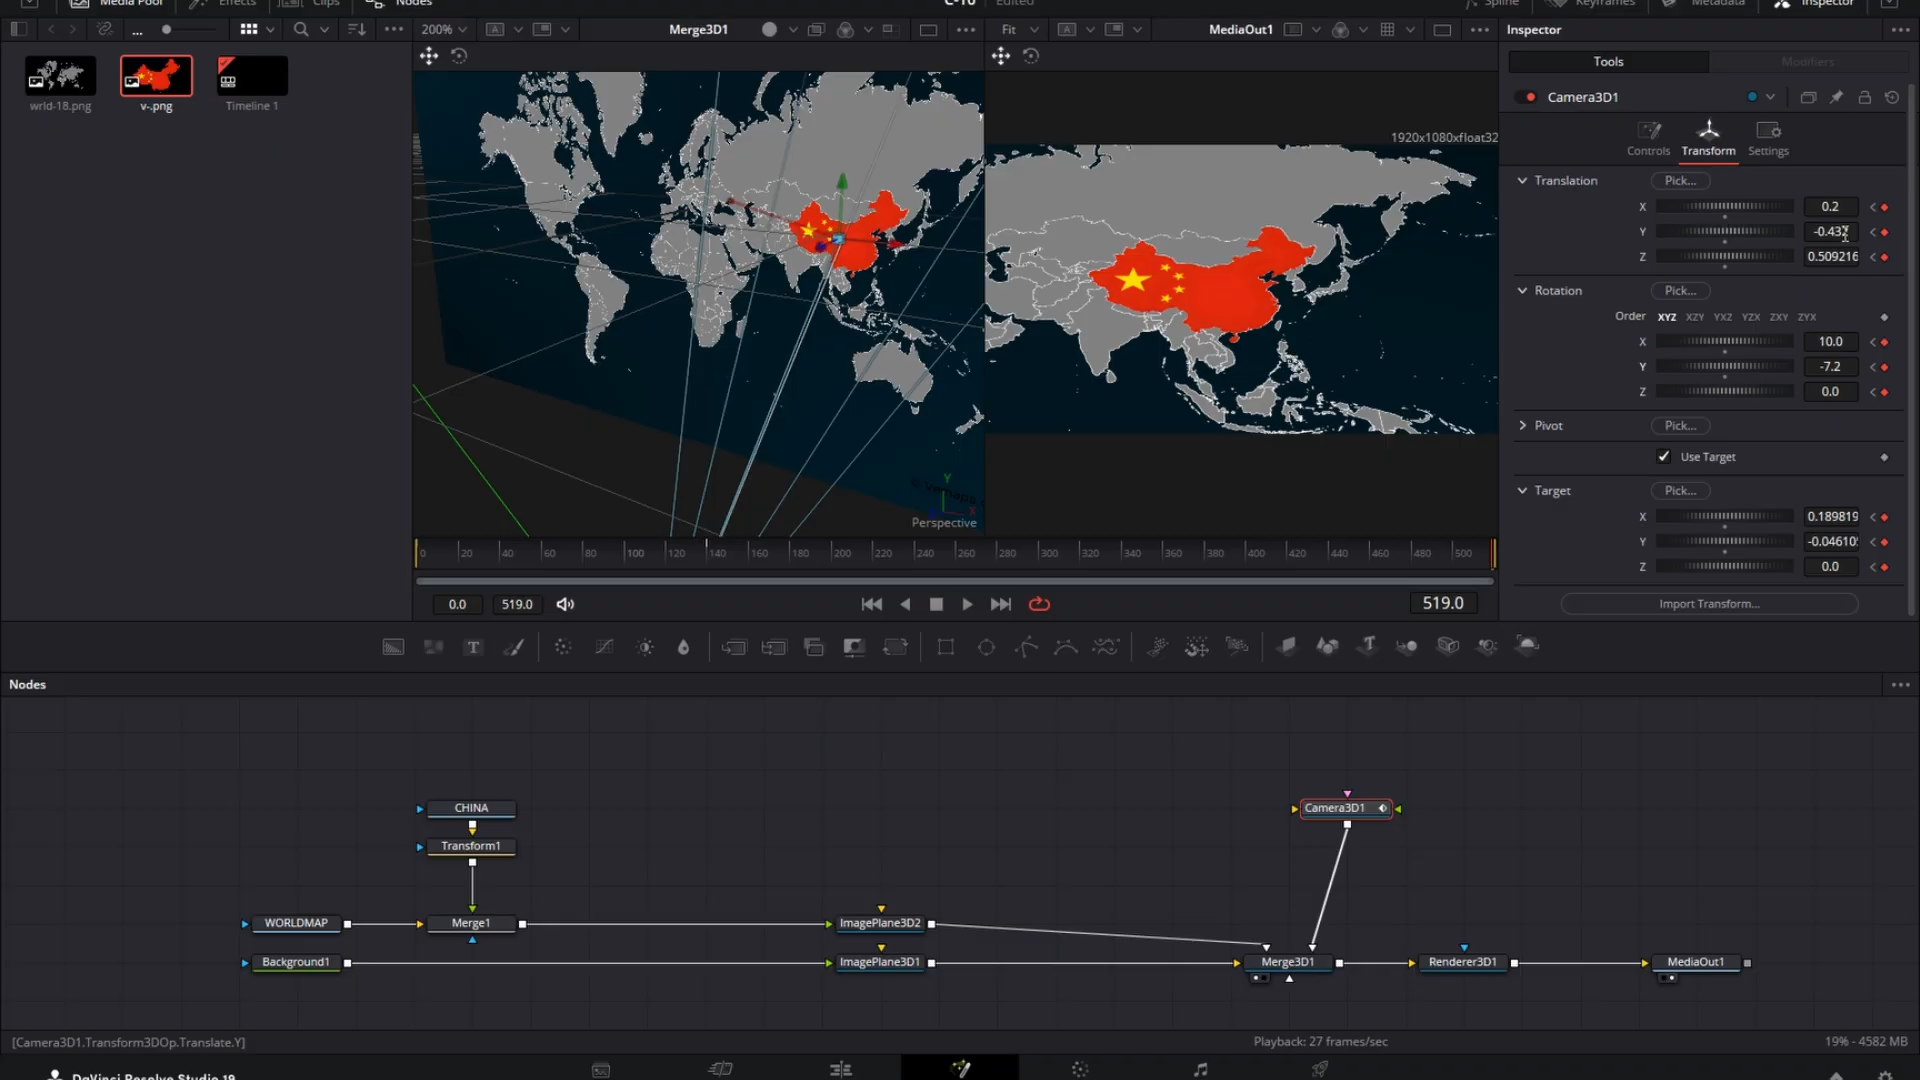 Media Pool Effects Clips Nodes C-10 Edited Spline Keyframes Metadata Inspector
... 200% Merge3D1 Fit MediaOut1 Inspector
Tools Modifiers
wrld-18.png v-.png Timeline 1
Camera3D1
1920x1080xfloat32
Controls Transform Settings
Translation Pick...
X 0.2
Y -0.437
Z 0.509216
Rotation Pick...
Order XYZ XZY YXZ YZX ZXY ZYX
X 10.0
Y -7.2
Z 0.0
Pivot Pick...
Use Target
Target Pick...
X 0.189819
Y -0.04610
Z 0.0
Import Transform...
Y
X
Perspective
0 20 40 60 80 100 120 140 160 180 200 220 240 260 280 300 320 340 360 380 400 420 440 460 480 500
0.0 519.0 519.0
T
Nodes
CHINA
Transform1
WORLDMAP Merge1 ImagePlane3D2
Background1 ImagePlane3D1
Camera3D1
Merge3D1 Renderer3D1 MediaOut1
[Camera3D1.Transform3DOp.Translate.Y] Playback: 27 frames/sec 19% - 4582 MB
DaVinci Resolve Studio 19